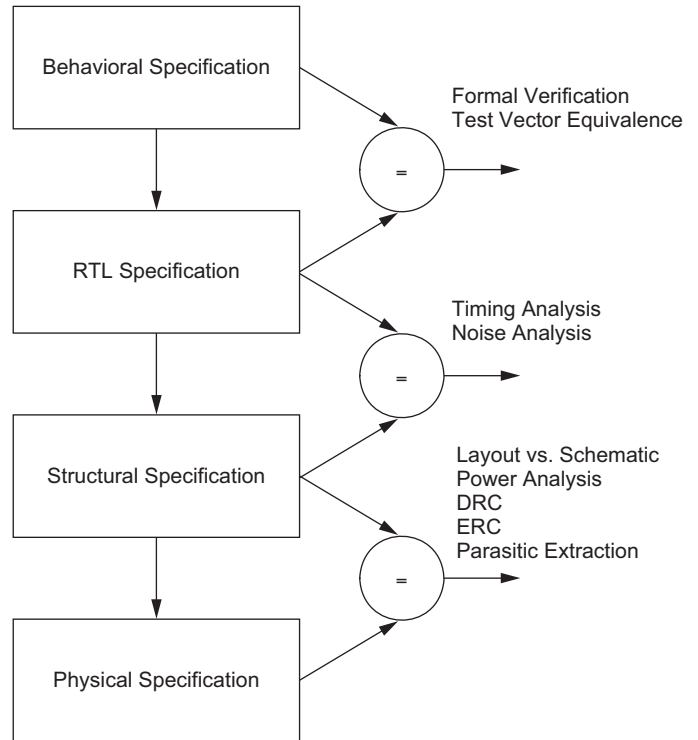 Behavioral Specification
Formal Verification
Test Vector Equivalence
=
RTL Specification
Timing Analysis
Noise Analysis
=
Structural Specification
Layout vs. Schematic
Power Analysis
DRC
ERC
Parasitic Extraction
=
Physical Specification